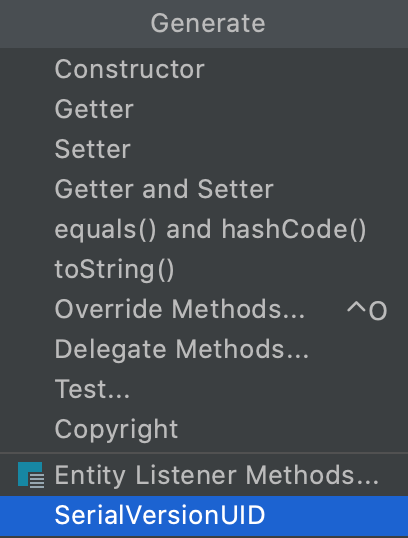 Generate
Constructor
Getter
Setter
Getter and Setter
equals() and hashCode()
toString()
Override Methods... ^O
Delegate Methods...
Test...
Copyright
Entity Listener Methods...
SerialVersionUID